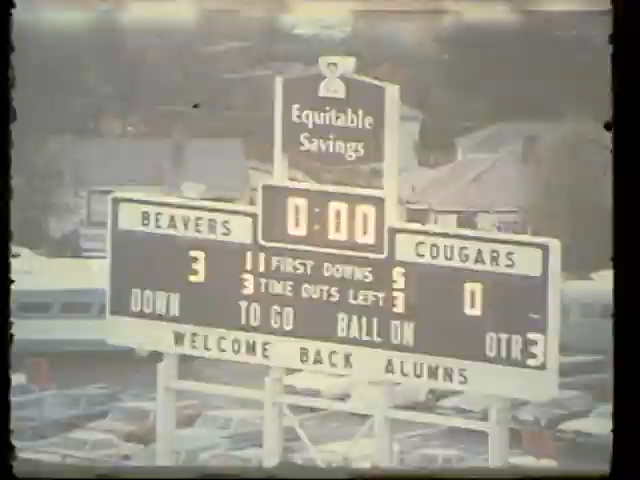 Equitable
Savings
0:00
BEAVERS
COUGARS
3 11 FIRST DOWNS 5 0
3 TIME OUTS LEFT 3
DOWN TO GO BALL ON QTR 3
WELCOME BACK ALUMNS